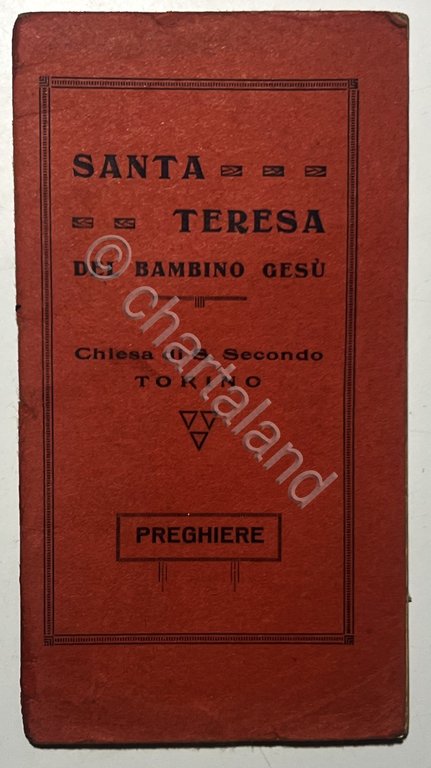 SANTA
TERESA
DEL BAMBINO GESÙ
Chiesa di S. Secondo
TORINO
PREGHIERE
© chartaland